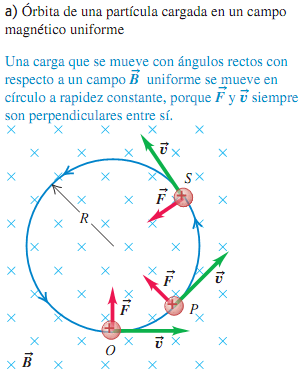 a) Órbita de una partícula cargada en un campo
magnético uniforme
Una carga que se mueve con ángulos rectos con
respecto a un campo B⃗ uniforme se mueve en
círculo a rapidez constante, porque F⃗ y v⃗ siempre
son perpendiculares entre sí.
v⃗
S
F⃗
R
F⃗
v⃗
F⃗
P
v⃗
O
B⃗